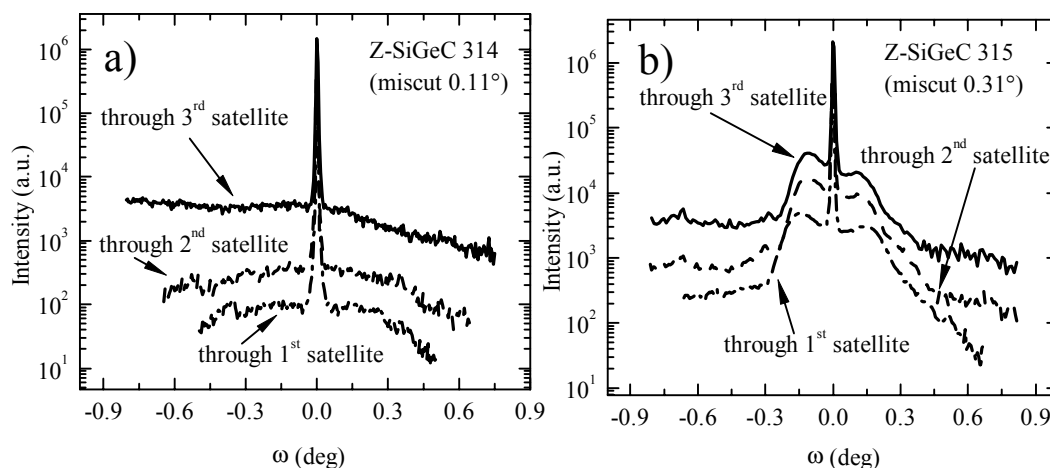 a)
Z-SiGeC 314
(miscut 0.11°)
through 3rd satellite
through 2nd satellite
through 1st satellite
Intensity (a.u.)
10^6
10^5
10^4
10^3
10^2
10^1
-0.9 -0.6 -0.3 0.0 0.3 0.6 0.9
ω (deg)
b)
Z-SiGeC 315
(miscut 0.31°)
through 3rd satellite
through 2nd satellite
through 1st satellite
Intensity (a.u.)
10^6
10^5
10^4
10^3
10^2
10^1
-0.9 -0.6 -0.3 0.0 0.3 0.6 0.9
ω (deg)